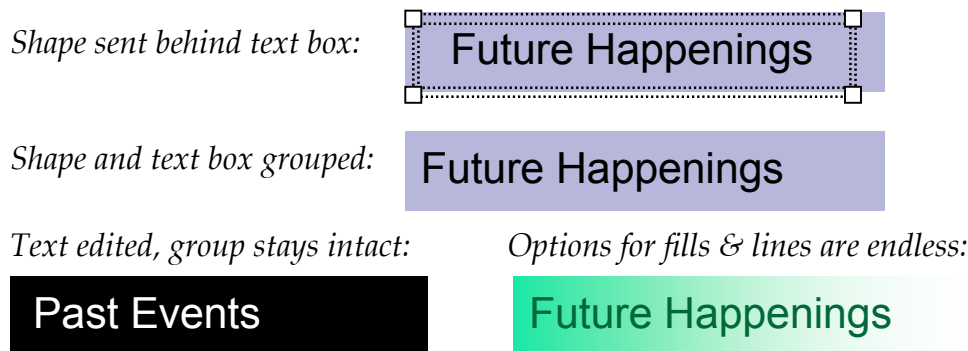 Shape sent behind text box:
Future Happenings
Shape and text box grouped:
Future Happenings
Text edited, group stays intact:
Past Events
Options for fills & lines are endless:
Future Happenings